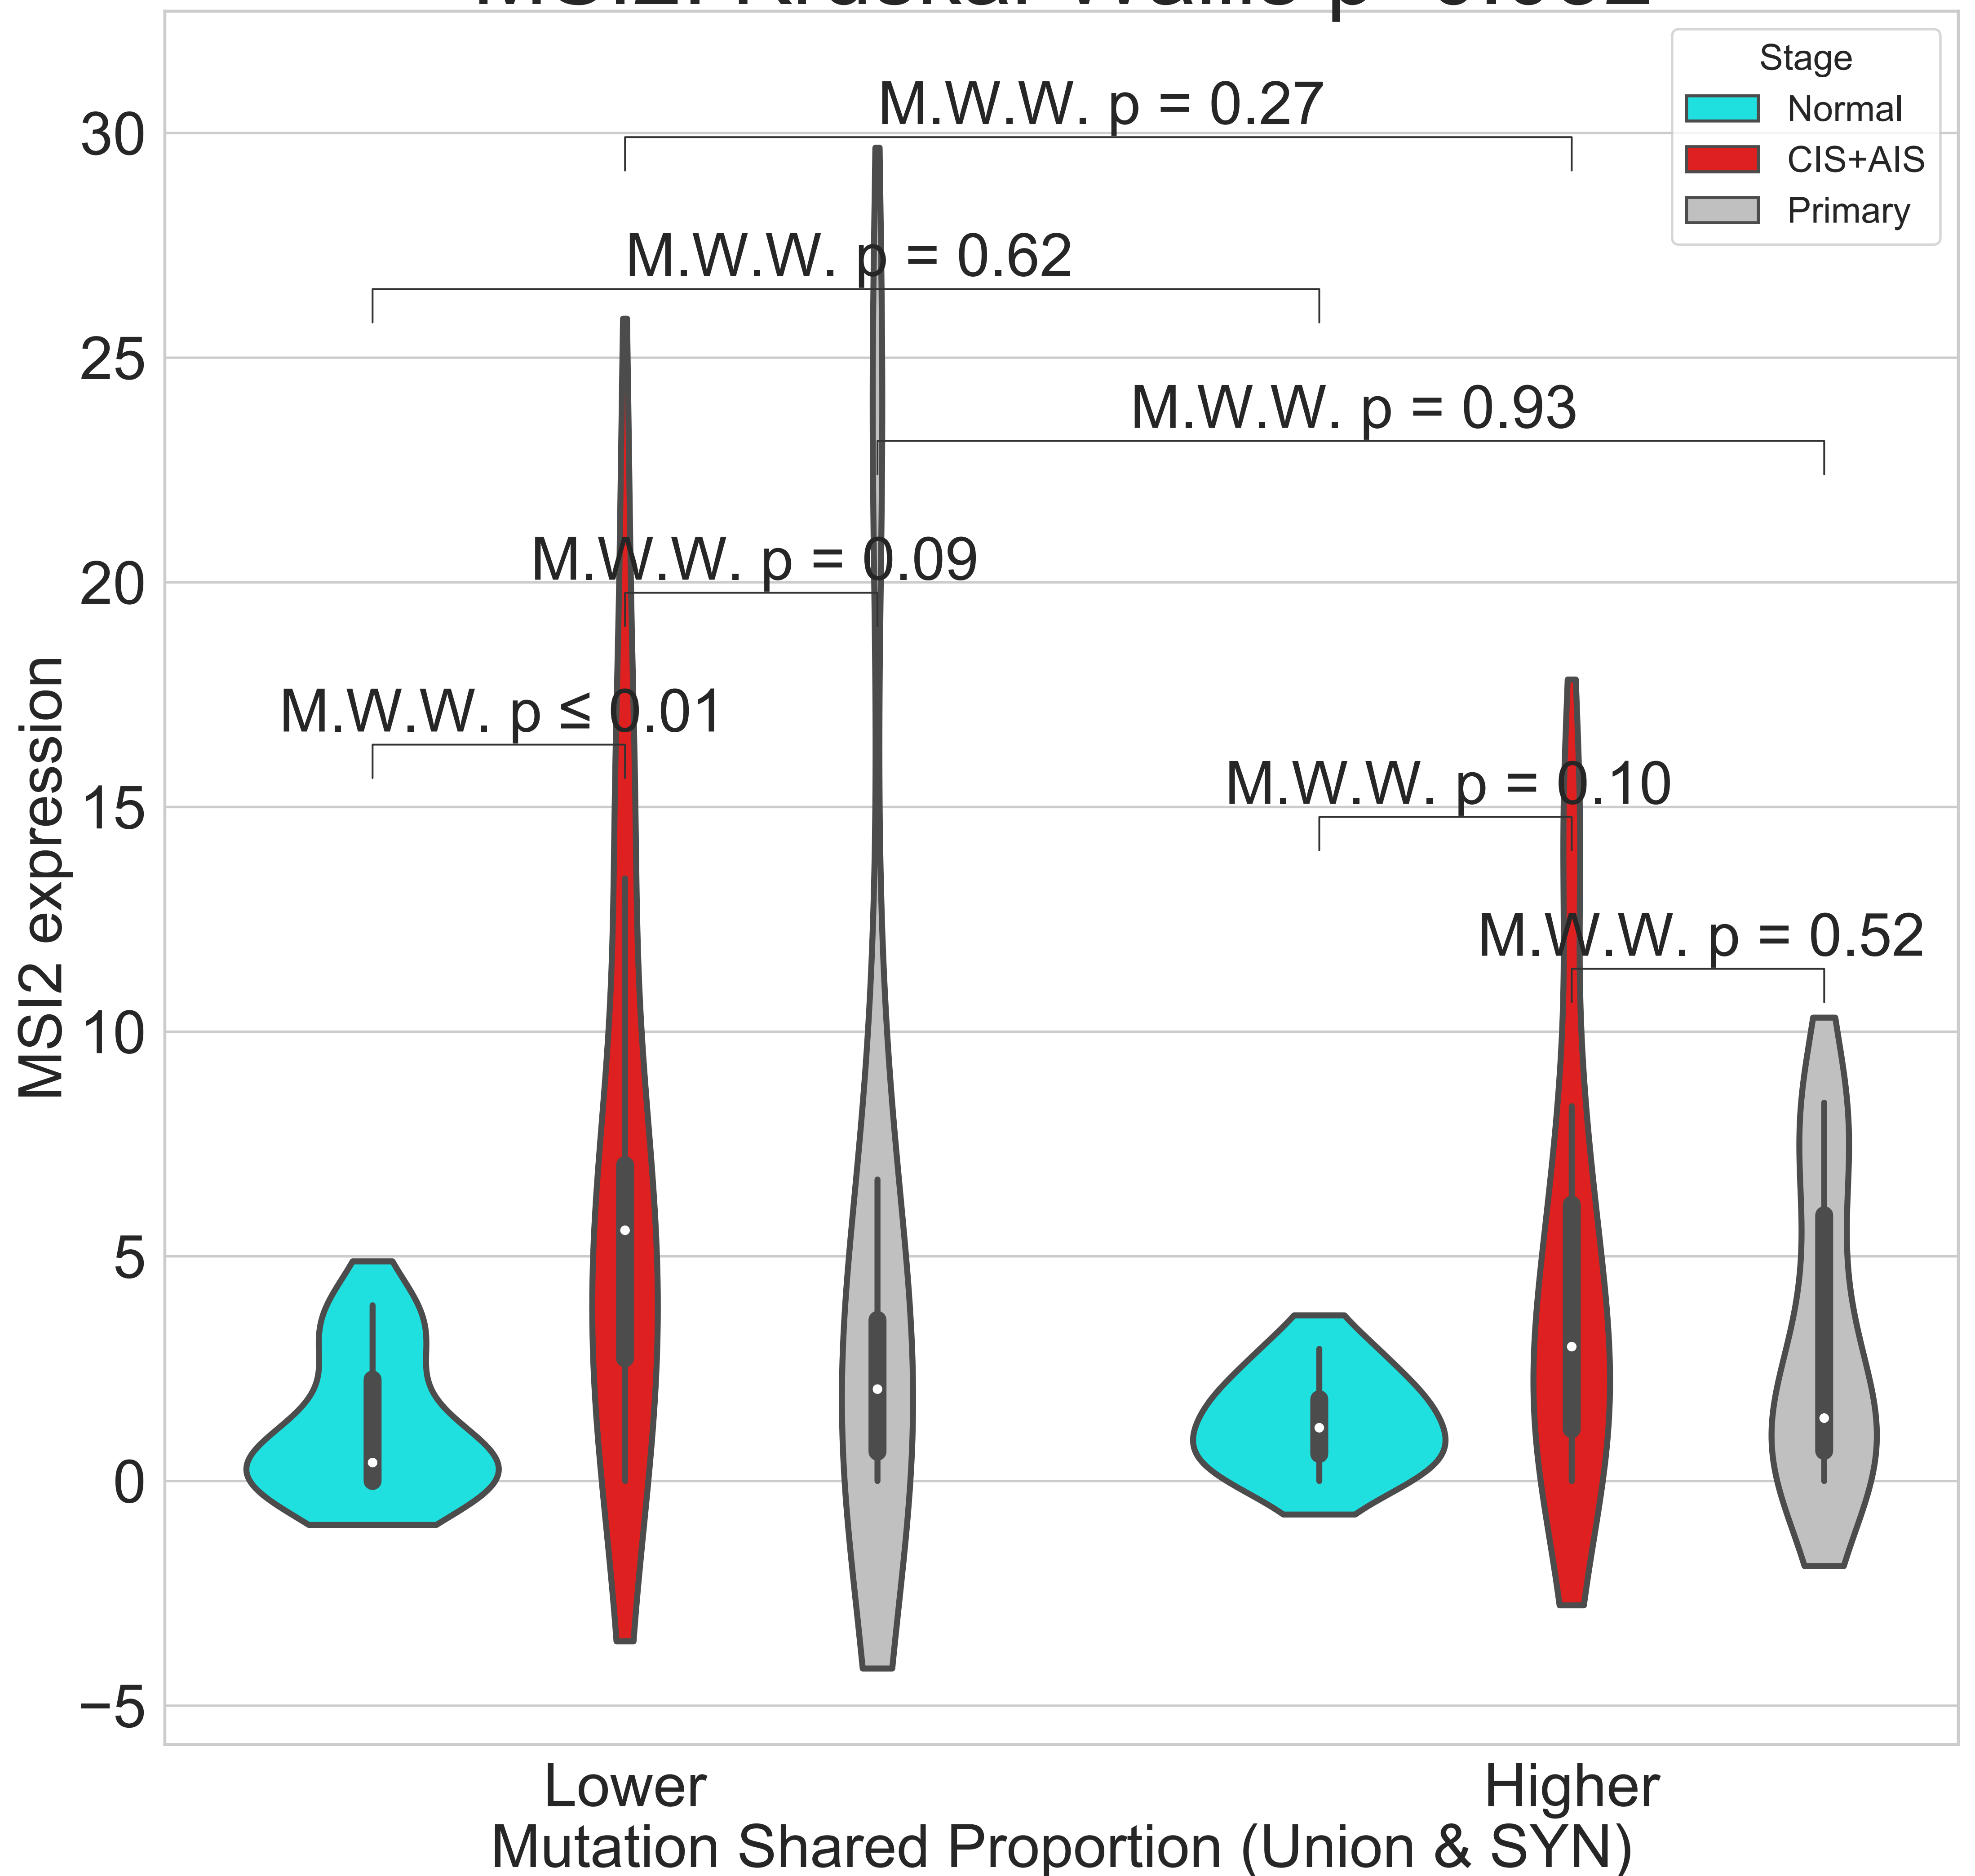 Stage
Normal
CIS+AIS
Primary
M.W.W. p = 0.27
M.W.W. p = 0.62
M.W.W. p = 0.93
M.W.W. p = 0.09
M.W.W. p ≤ 0.01
M.W.W. p = 0.10
M.W.W. p = 0.52
MSI2 expression
30
25
20
15
10
5
0
−5
Lower Higher
Mutation Shared Proportion (Union & SYN)